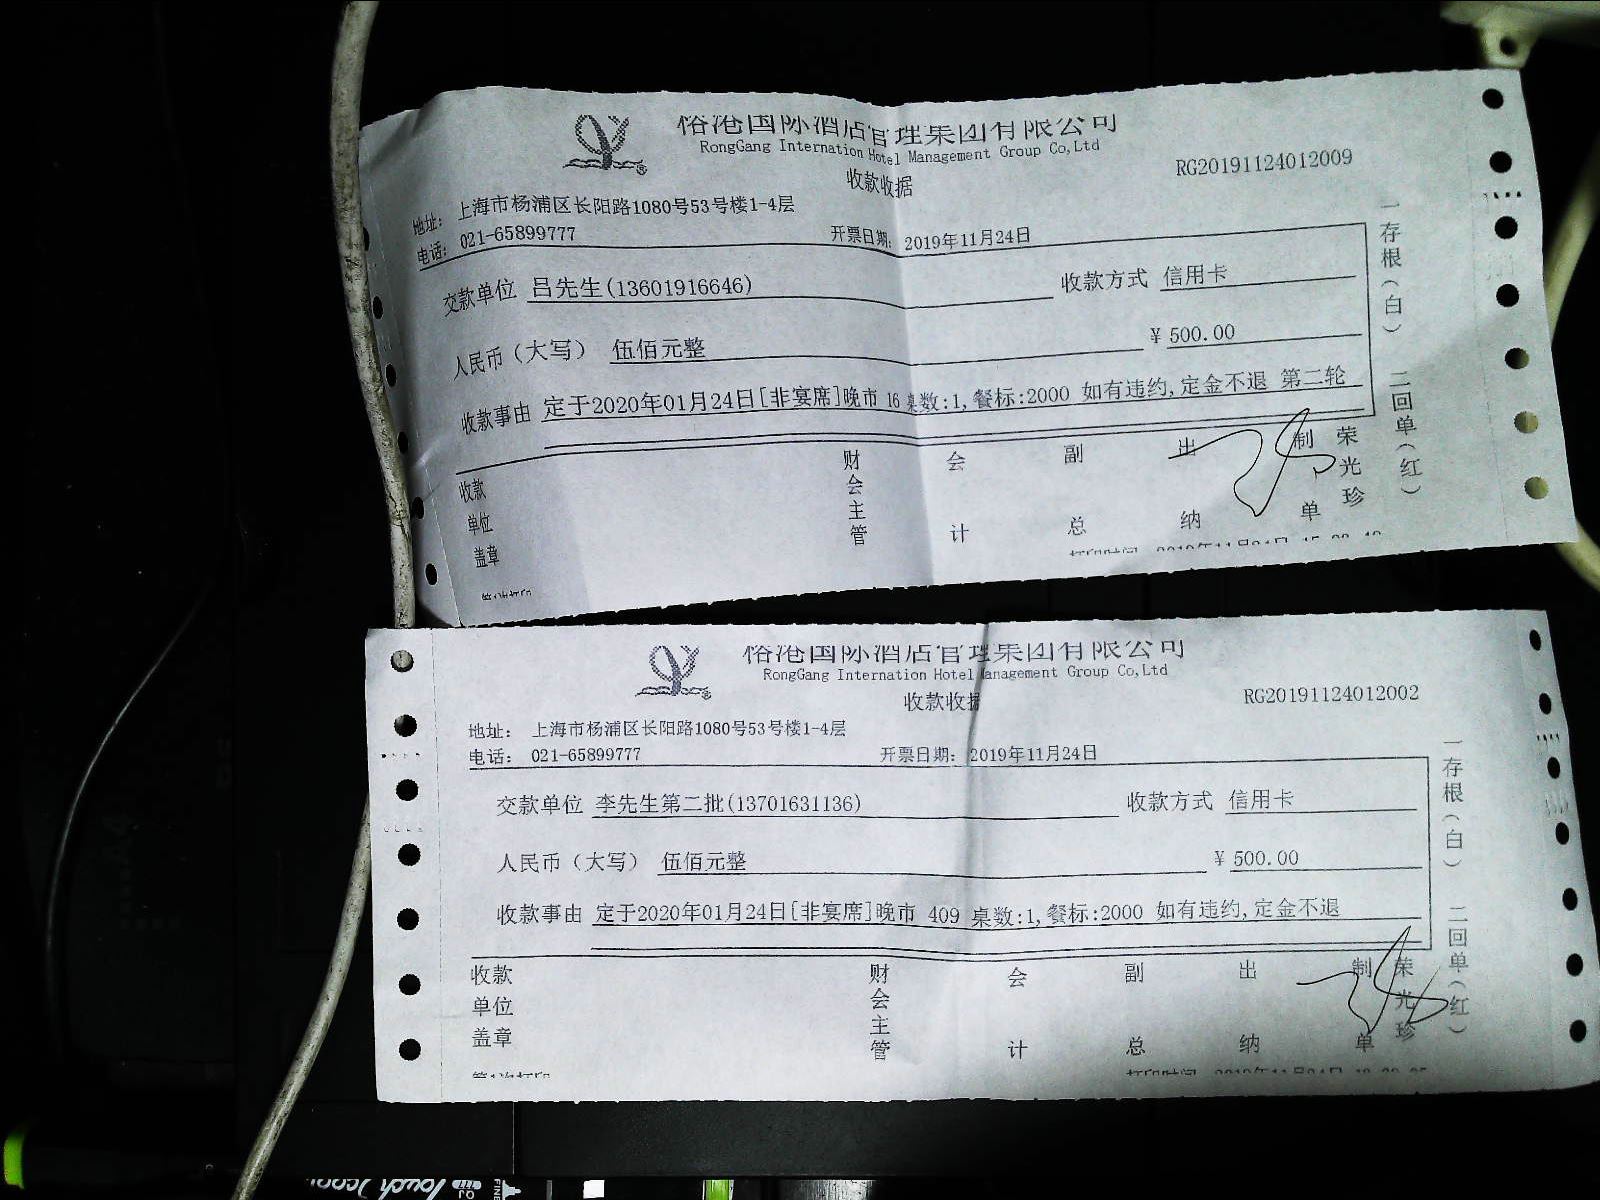 裕港国际酒店管理集团有限公司
RongGang International Hotel Management Group Co,Ltd
收款收据
RG20191124012009
地址： 上海市杨浦区长阳路1080号53号楼1-4层
电话： 021-65899777 开票日期： 2019年11月24日
交款单位 吕先生(13601916646) 收款方式 信用卡
人民币（大写） 伍佰元整 ¥ 500.00
收款事由 定于2020年01月24日[非宴席]晚市 16 桌数:1,餐标:2000 如有违约,定金不退 第二轮
收款单位盖章 财会主管 会计 副总 出纳 制单 荣光珍
一存根（白） 二回单（红）
裕港国际酒店管理集团有限公司
RongGang International Hotel Management Group Co,Ltd
收款收据
RG20191124012002
地址： 上海市杨浦区长阳路1080号53号楼1-4层
电话： 021-65899777 开票日期： 2019年11月24日
交款单位 李先生第二批(13701631136) 收款方式 信用卡
人民币（大写） 伍佰元整 ¥ 500.00
收款事由 定于2020年01月24日[非宴席]晚市 409 桌数:1,餐标:2000 如有违约,定金不退
收款单位盖章 财会主管 会计 副总 出纳 制单 荣光珍
一存根（白） 二回单（红）